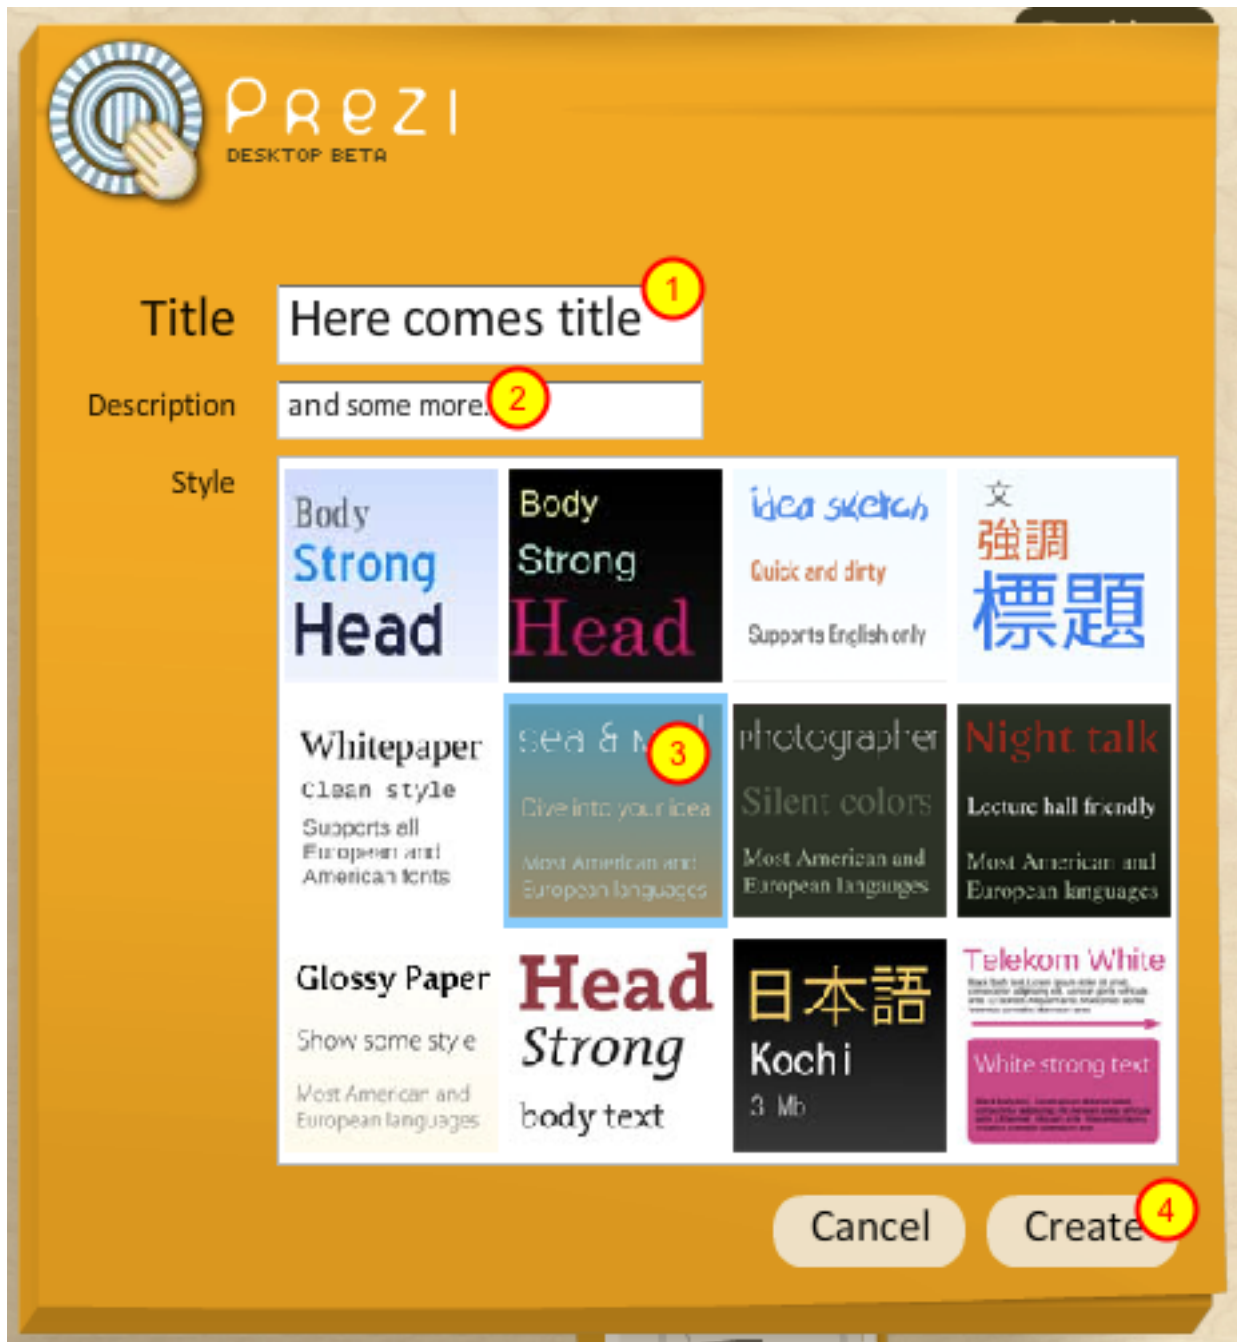 PREZI
DESKTOP BETA
Title
Here comes title
1
Description
and some more.
2
Style
Body
Strong
Head
Body
Strong
Head
idea sketch
Quick and dirty
Supports English only
文
強調
標題
Whitepaper
Clean style
Supports all
European and
American fonts
sea &
3
Dive into your idea
Most American and
European languages
Photographer
Silent colors
Most American and
European langauges
Night talk
Lecture hall friendly
Most American and
European languages
Glossy Paper
Show some style
Most American and
European languages
Head
Strong
body text
日本語
Kochi
3 Mb
Telekom White
White strong text
Cancel
Create
4